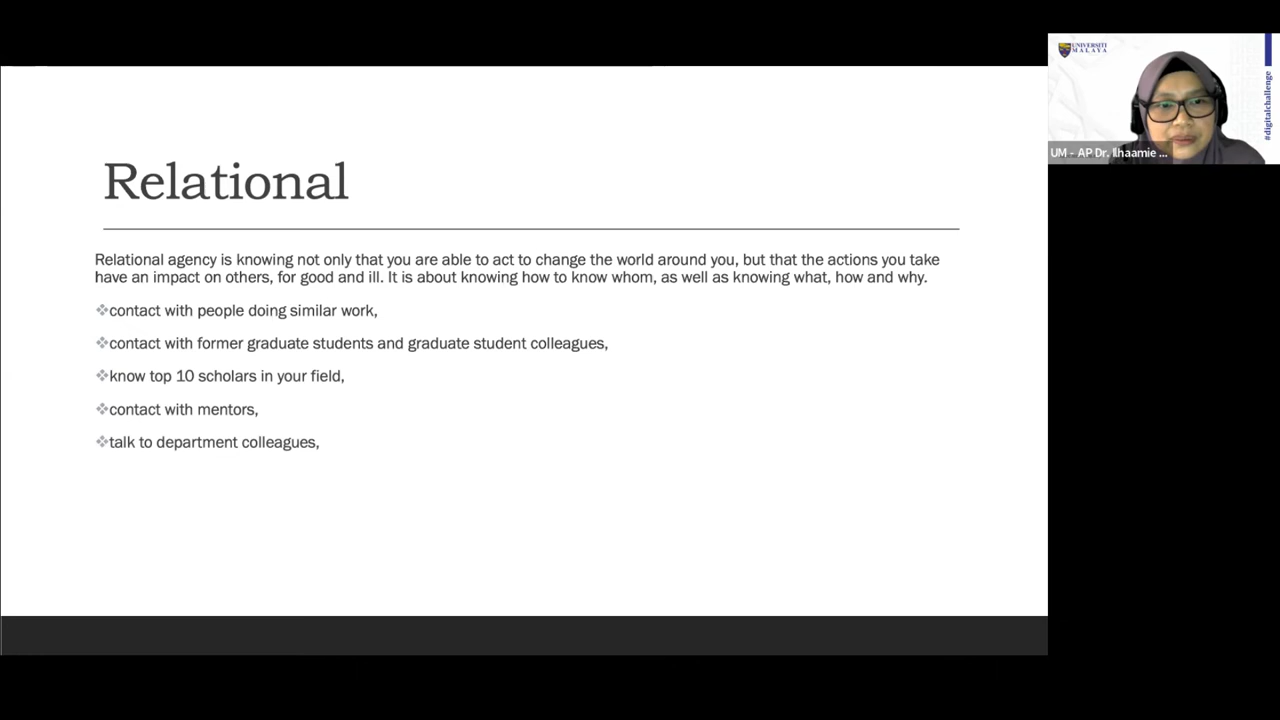 Relational
Relational agency is knowing not only that you are able to act to change the world around you, but that the actions you take
have an impact on others, for good and ill. It is about knowing how to know whom, as well as knowing what, how and why.
❖contact with people doing similar work,
❖contact with former graduate students and graduate student colleagues,
❖know top 10 scholars in your field,
❖contact with mentors,
❖talk to department colleagues,
UNIVERSITI
MALAYA
#digitalchallenge
UM - AP Dr. Ilhaamie ...